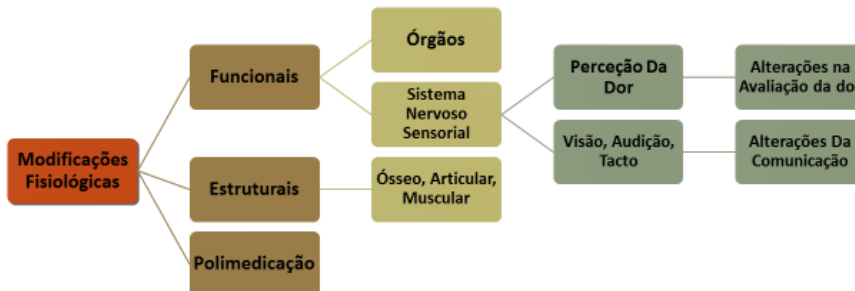 Modificações
Fisiológicas
Funcionais
Estruturais
Polimedicação
Órgãos
Sistema
Nervoso
Sensorial
Ósseo, Articular,
Muscular
Perceção Da
Dor
Visão, Audição,
Tacto
Alterações na
Avaliação da do
Alterações Da
Comunicação